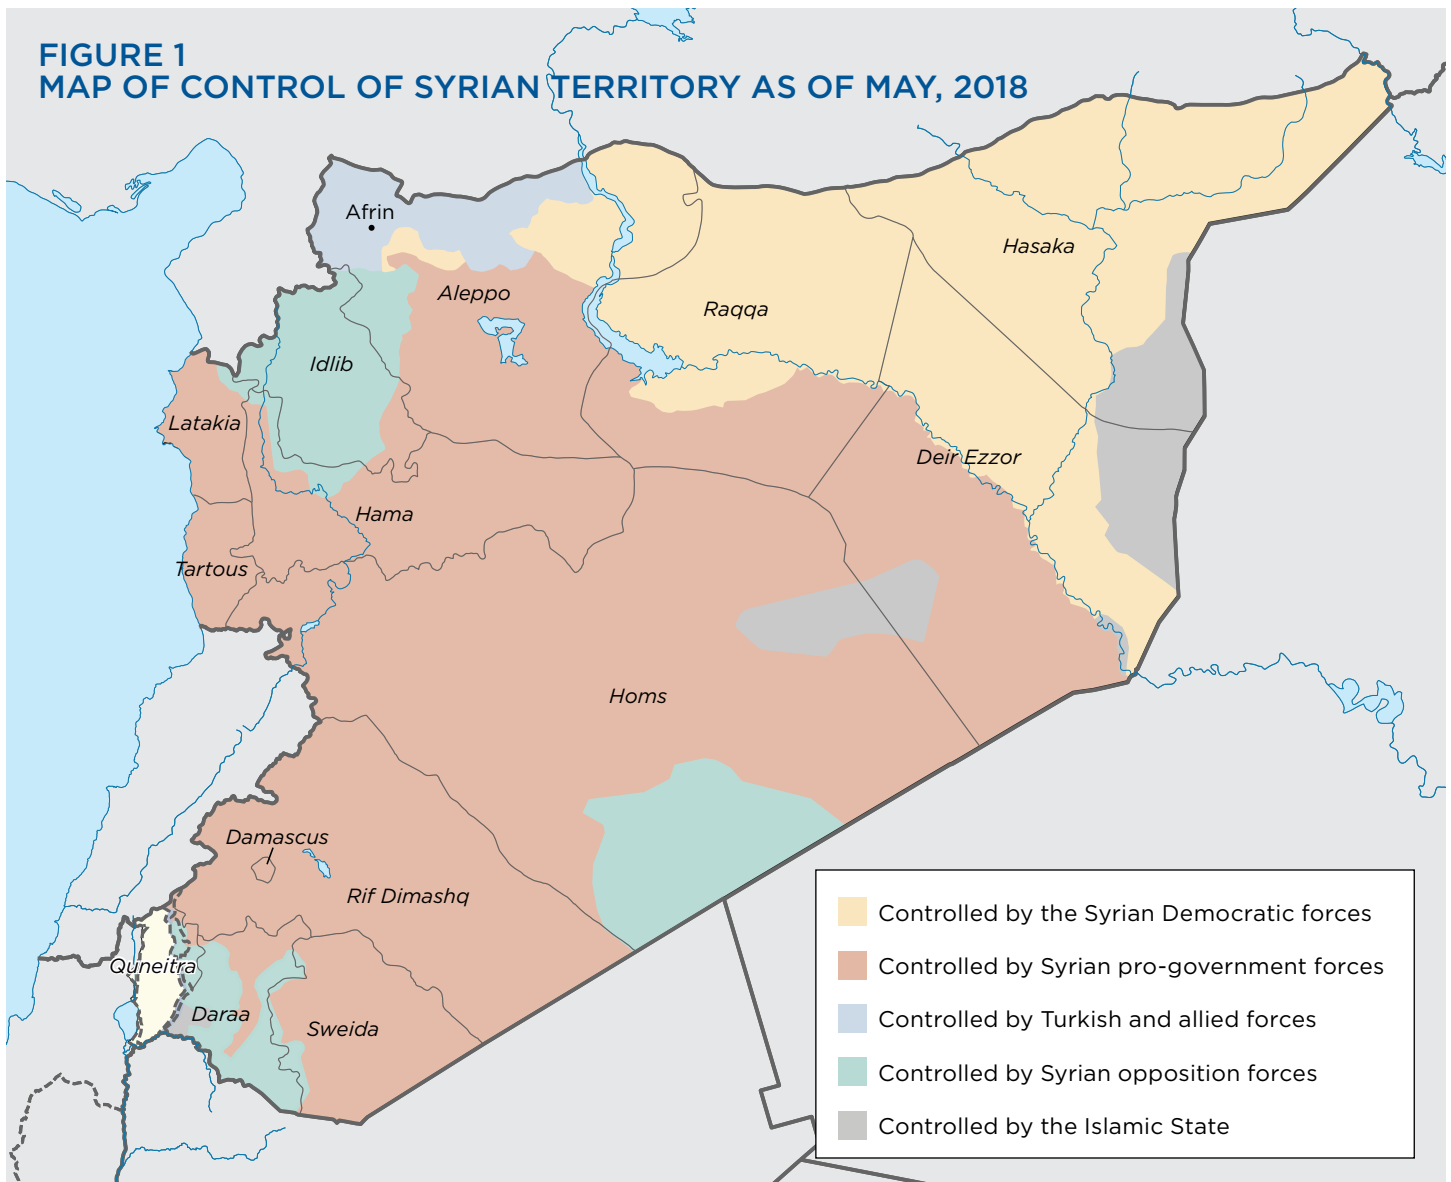 FIGURE 1
MAP OF CONTROL OF SYRIAN TERRITORY AS OF MAY, 2018
Afrin
Hasaka
Aleppo
Raqqa
Idlib
Latakia
Deir Ezzor
Hama
Tartous
Homs
Damascus
Rif Dimashq
Quneitra
Daraa
Sweida
Controlled by the Syrian Democratic forces
Controlled by Syrian pro-government forces
Controlled by Turkish and allied forces
Controlled by Syrian opposition forces
Controlled by the Islamic State